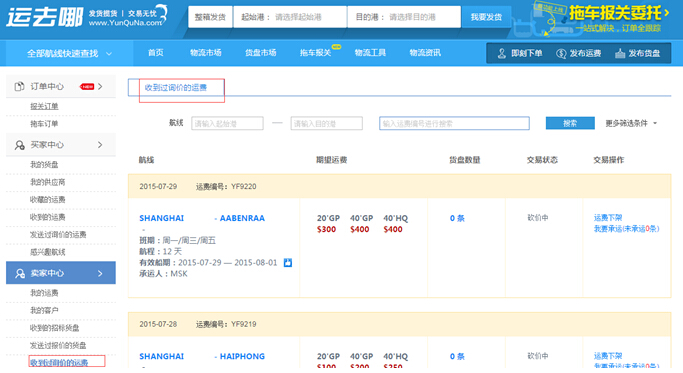 运去哪 发货揽货 | 交易无忧
www.YunQuNa.Com
整箱发货 起始港： 请选择起始港 目的港： 请选择目的港 我要发货
拖车报关委托
一站式解决，订单全跟踪
全部航线快速查找 首页 物流市场 货盘市场 拖车报关 物流工具 物流资讯 即刻下单 发布运费 发布货盘
订单中心
报关订单
拖车订单
买家中心
我的货盘
我的供应商
收藏的运费
收到的运费
发送过询价的运费
感兴趣航线
卖家中心
我的运费
我的客户
收到的招标货盘
发送过报价的货盘
收到过询价的运费
收到过询价的运费
航线 请输入起始港 — 请输入目的港 请输入运费编号进行搜索 搜索 更多筛选条件
航线 期望运费 货盘数量 交易状态 交易操作
2015-07-29 运费编号：YF9220
SHANGHAI - AABENRAA 20'GP 40'GP 40'HQ 0 条 砍价中 运费下架
- $300 $400 $400 我要承运(未承运0条)
班期：周一/周三/周五
航程：12 天
有效船期：2015-07-29 — 2015-08-01
承运人：MSK
2015-07-28 运费编号：YF9219
SHANGHAI - HAIPHONG 20'GP 40'GP 40'HQ 0 条 砍价中 运费下架
- $100 $200 $250 我要承运(未承运0条)